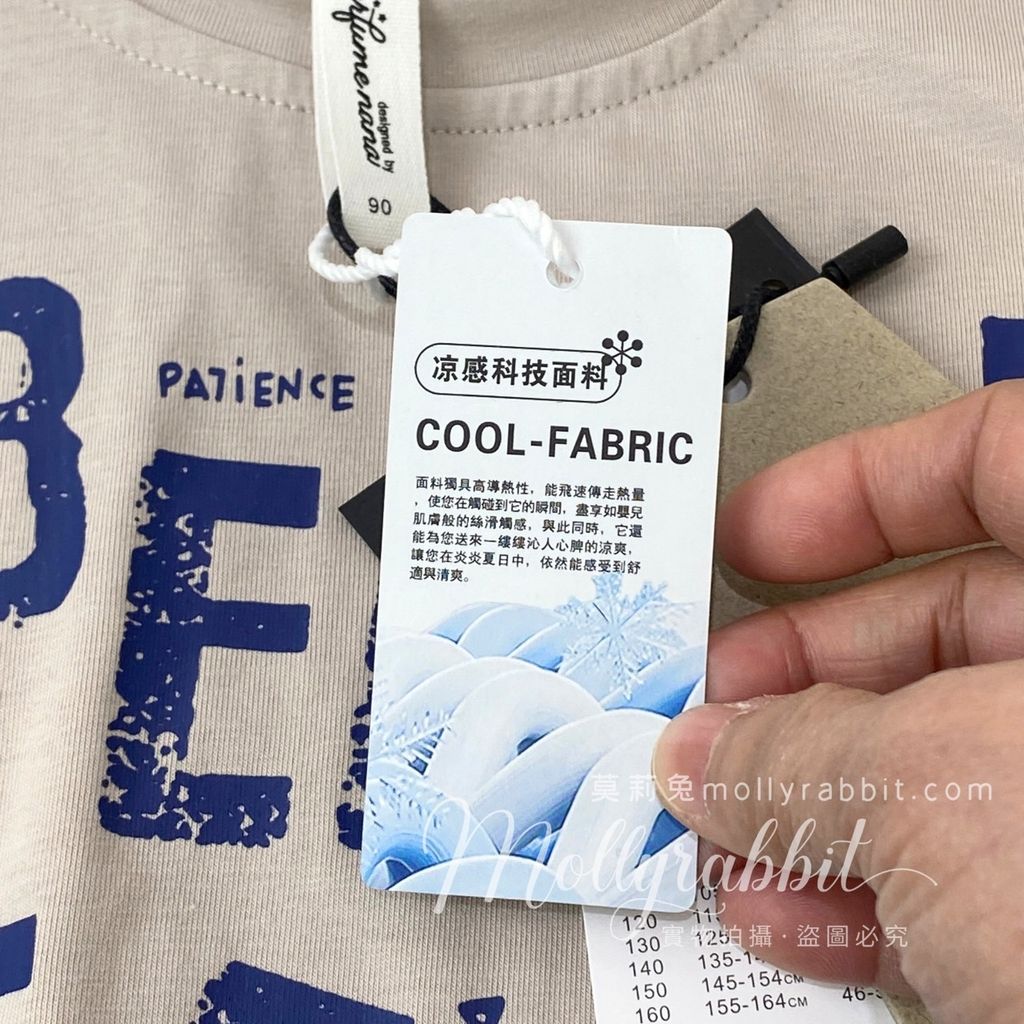 designed by
90
凉感科技面料
COOL-FABRIC
面料獨具高導熱性，能飛速傳走熱量
，使您在觸碰到它的瞬間，盡享如嬰兒
肌膚般的絲滑觸感，與此同時，它還
能為您送來一縷縷沁人心脾的涼爽，
讓您在炎炎夏日中，依然能感受到舒
適與清爽。
PATIENCE
莫莉兔mollyrabbit.com
Mollyrabbit
實物拍攝·盜圖必究
120
130 125
140 135-1
150 145-154CM
160 155-164CM 46-